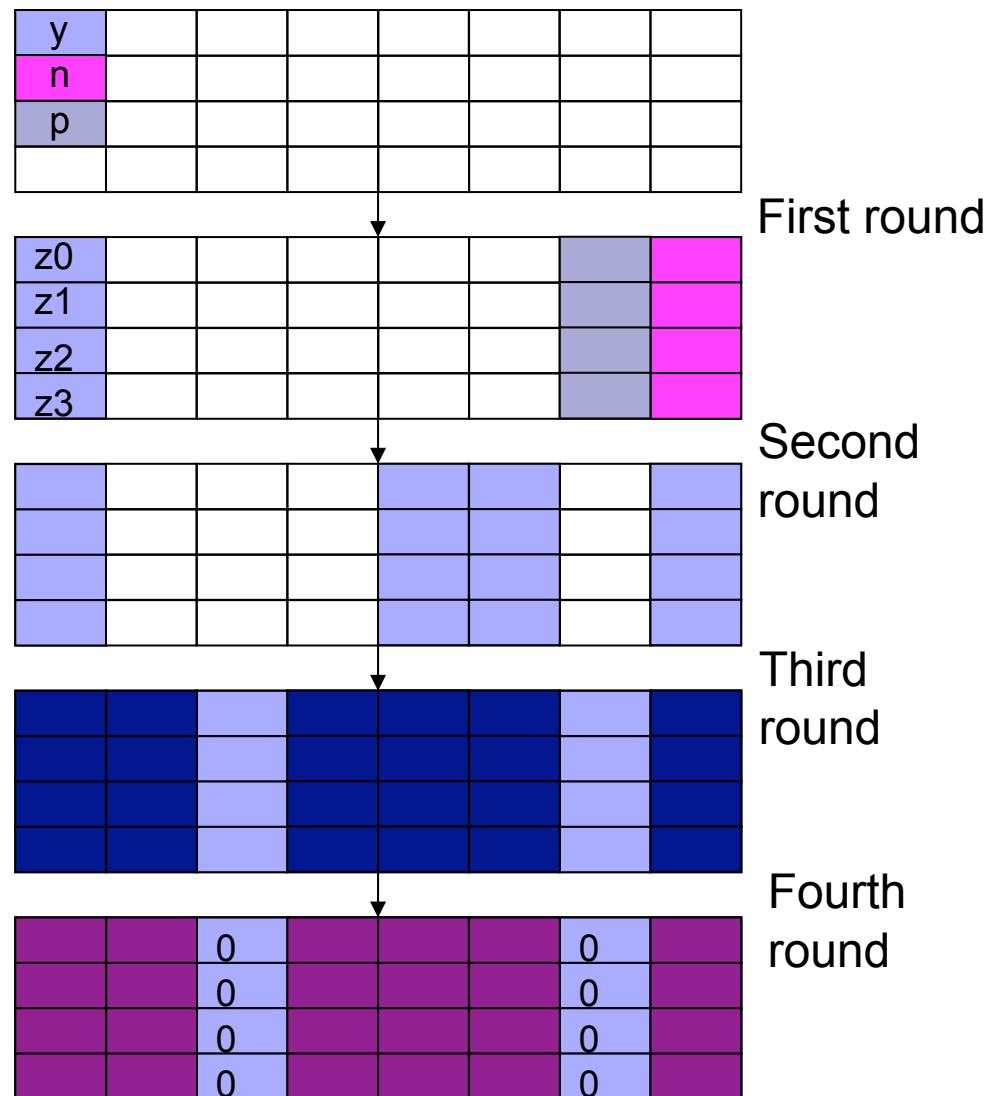 y
n
p
First round
z0
z1
z2
z3
Second
round
Third
round
Fourth
round
0 0
0 0
0 0
0 0